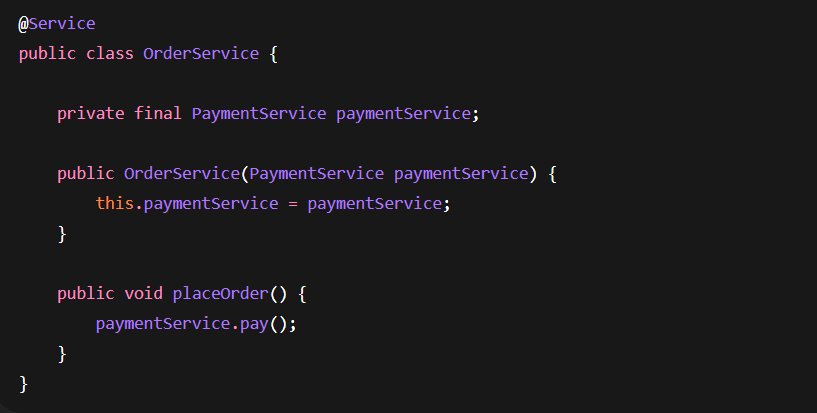 @Service
public class OrderService {
    private final PaymentService paymentService;
    public OrderService(PaymentService paymentService) {
        this.paymentService = paymentService;
    }
    public void placeOrder() {
        paymentService.pay();
    }
}